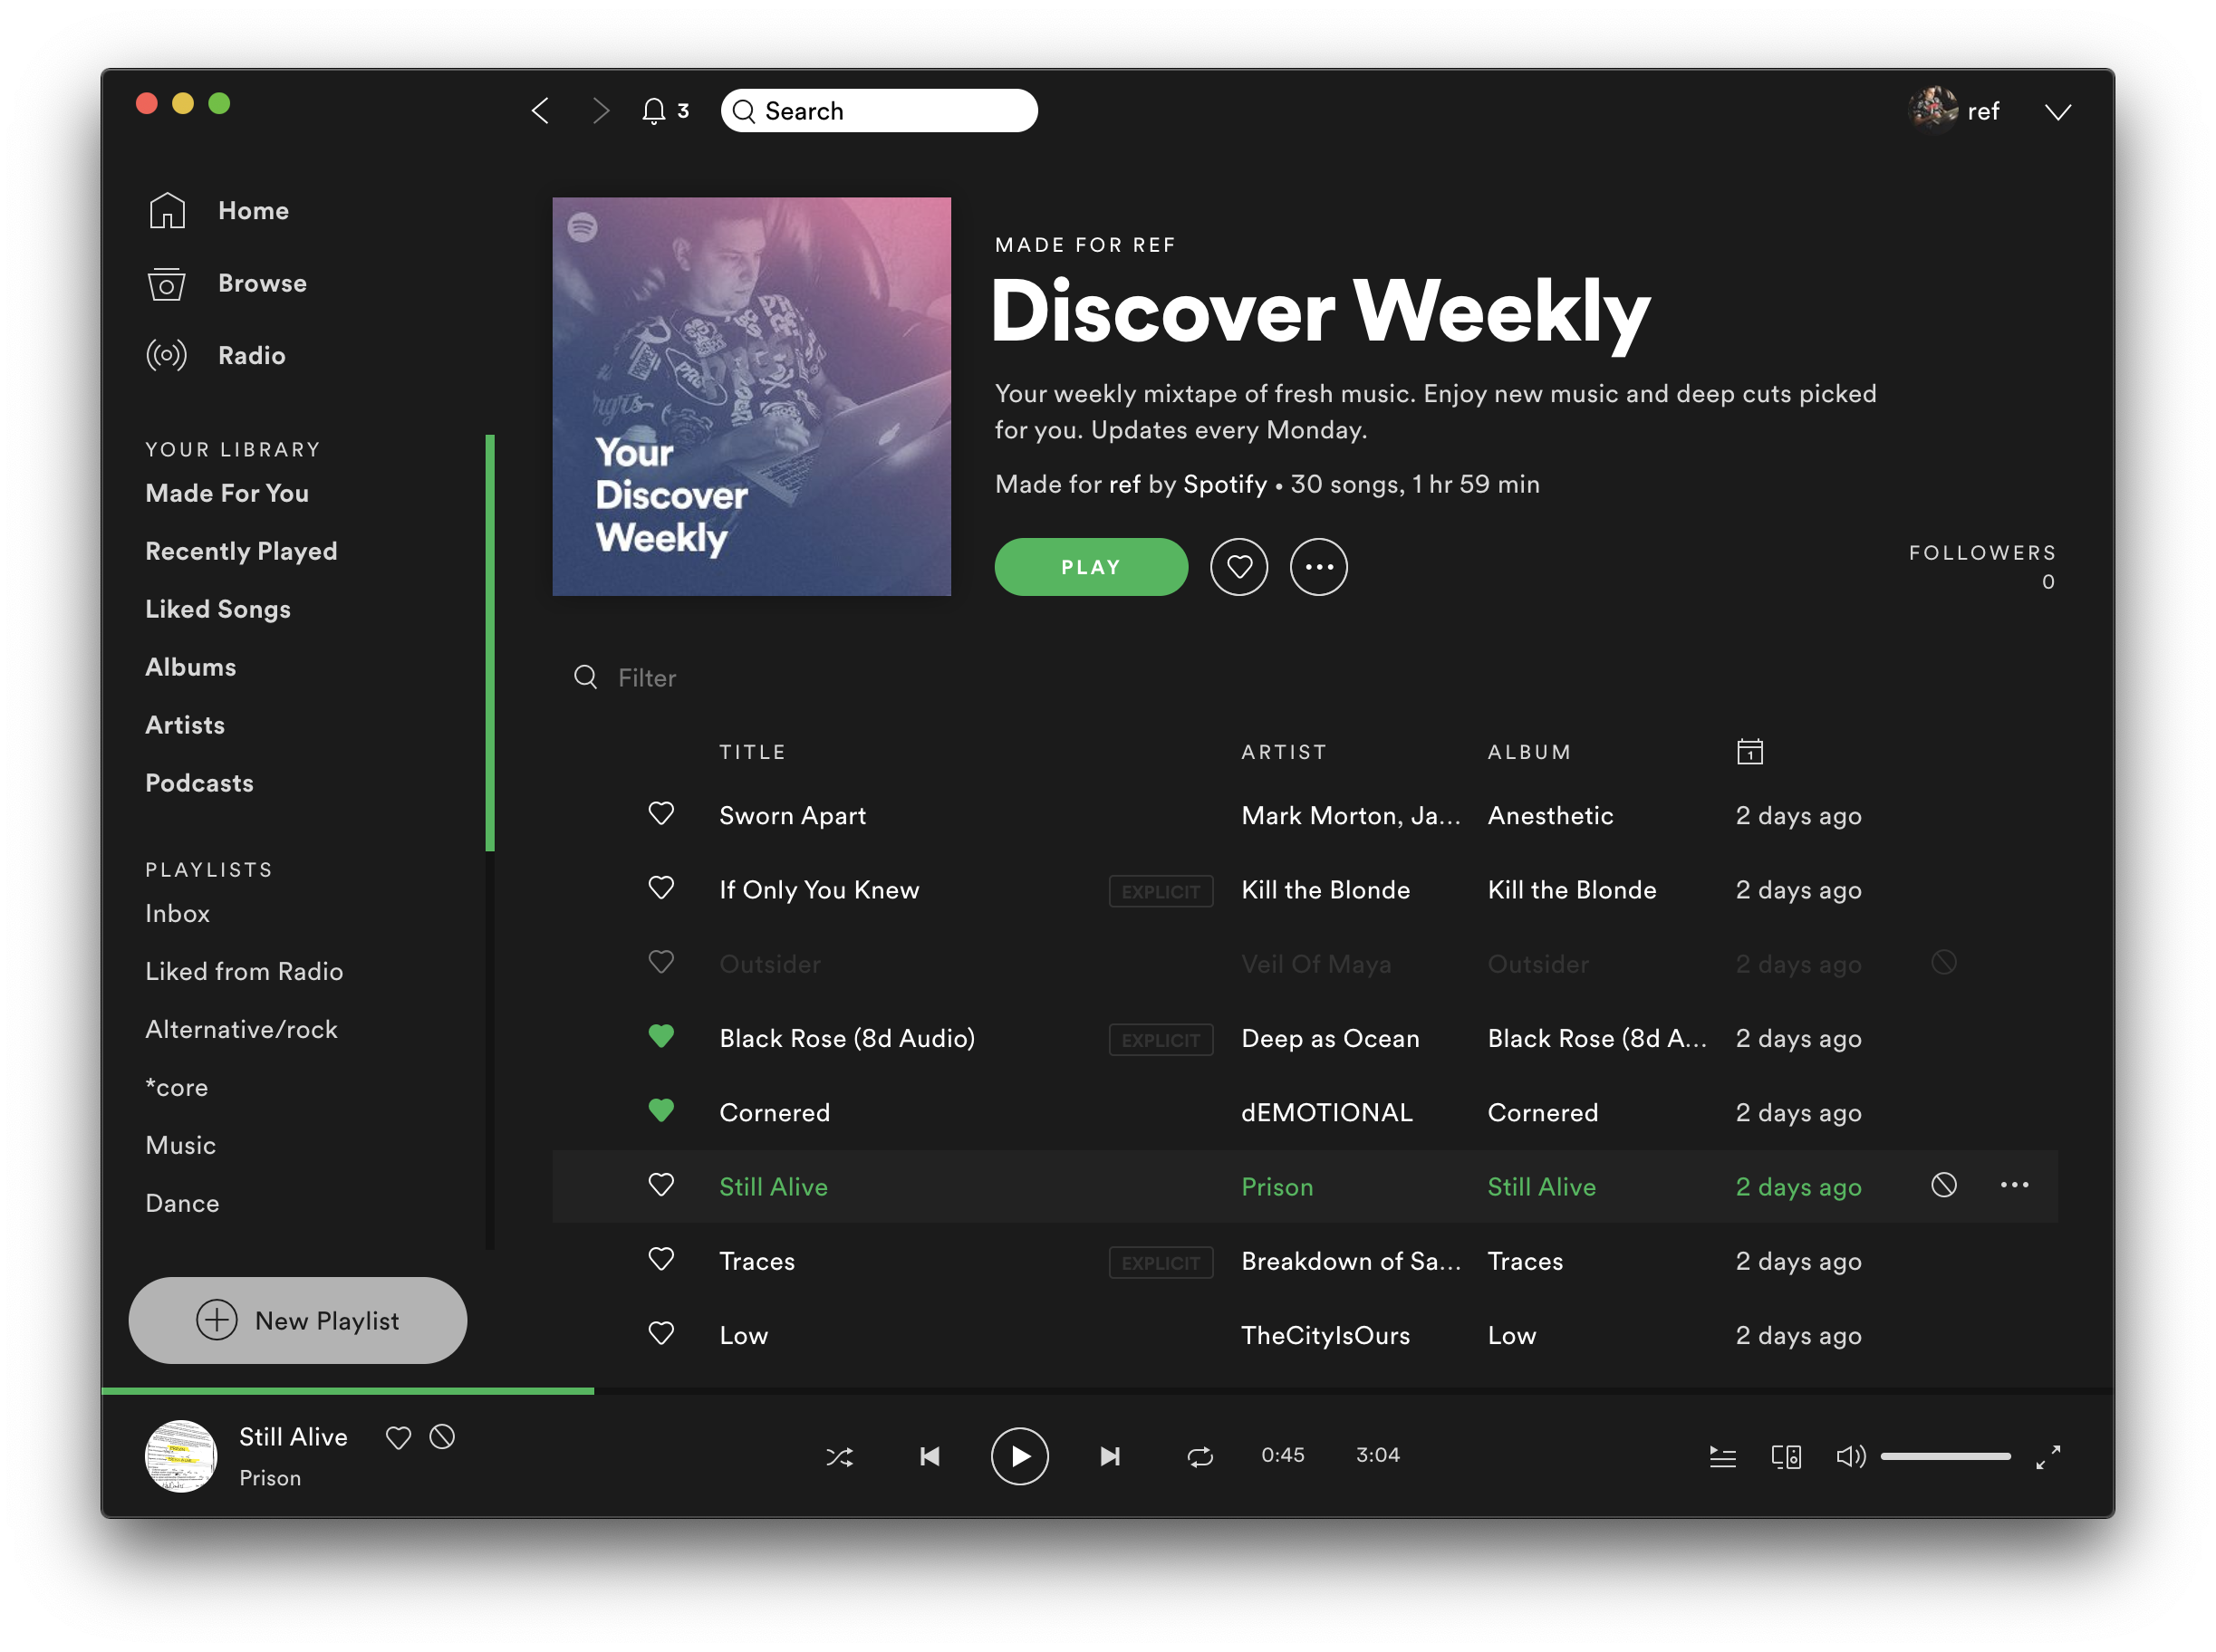 3
Search
ref
Home
Browse
Radio
YOUR LIBRARY
Made For You
Recently Played
Liked Songs
Albums
Artists
Podcasts
PLAYLISTS
Inbox
Liked from Radio
Alternative/rock
*core
Music
Dance
New Playlist
Your
Discover
Weekly
MADE FOR REF
Discover Weekly
Your weekly mixtape of fresh music. Enjoy new music and deep cuts picked
for you. Updates every Monday.
Made for ref by Spotify • 30 songs, 1 hr 59 min
PLAY
FOLLOWERS
0
Filter
TITLE ARTIST ALBUM 1
Sworn Apart Mark Morton, Ja... Anesthetic 2 days ago
If Only You Knew EXPLICIT Kill the Blonde Kill the Blonde 2 days ago
Outsider Veil Of Maya Outsider 2 days ago
Black Rose (8d Audio) EXPLICIT Deep as Ocean Black Rose (8d A... 2 days ago
Cornered dEMOTIONAL Cornered 2 days ago
Still Alive Prison Still Alive 2 days ago
Traces EXPLICIT Breakdown of Sa... Traces 2 days ago
Low TheCityIsOurs Low 2 days ago
Still Alive
Prison
0:45 3:04